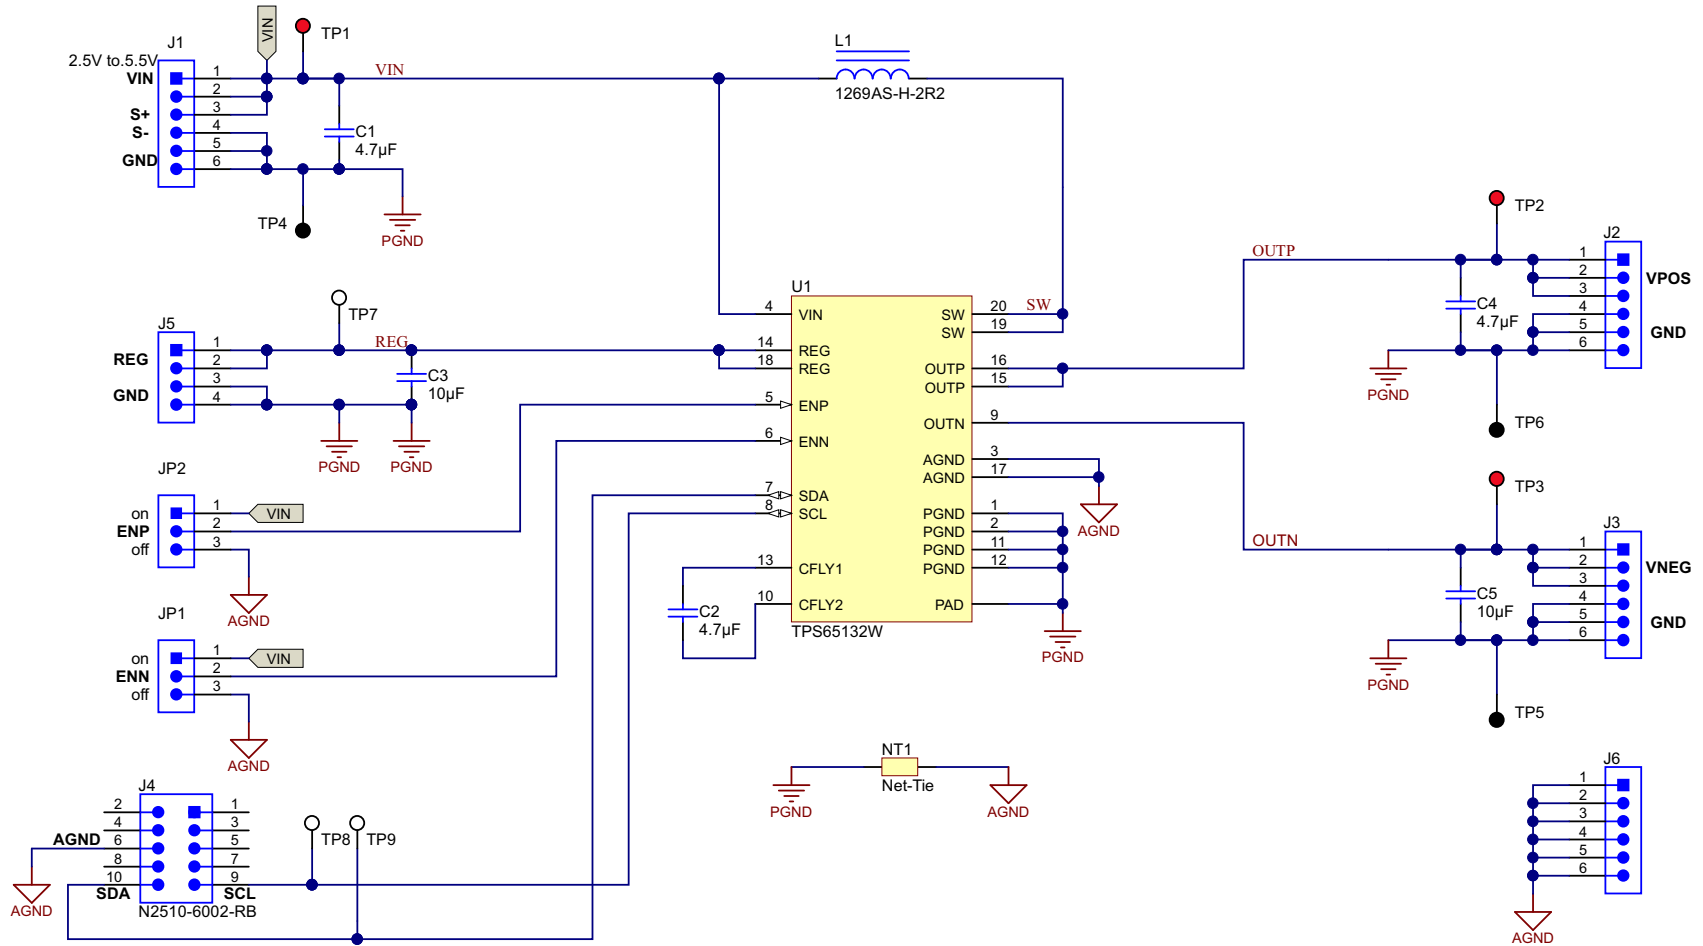 J1
2.5V to.5.5V
VIN
S+
S-
GND
1
2
3
4
5
6
VIN
TP1
VIN
C1
4.7µF
TP4
PGND
L1
1269AS-H-2R2
J5
REG
GND
1
2
3
4
TP7
REG
C3
10µF
PGND
PGND
JP2
on
ENP
off
1
2
3
VIN
AGND
JP1
on
ENN
off
1
2
3
VIN
AGND
J4
2
4
AGND 6
8
10
SDA
1
3
5
7
9
SCL
N2510-6002-RB
AGND
TP8
TP9
U1
4 VIN
14 REG
18 REG
5 ENP
6 ENN
7 SDA
8 SCL
13 CFLY1
10 CFLY2
SW 20 SW
SW 19
OUTP 16
OUTP 15
OUTN 9
AGND 3
AGND 17
PGND 1
PGND 2
PGND 11
PGND 12
PAD
TPS65132W
C2
4.7µF
AGND
PGND
NT1
Net-Tie
PGND
AGND
OUTP
TP2
C4
4.7µF
J2
1
2
3
4
5
6
VPOS
GND
PGND
TP6
OUTN
TP3
C5
10µF
J3
1
2
3
4
5
6
VNEG
GND
PGND
TP5
J6
1
2
3
4
5
6
AGND